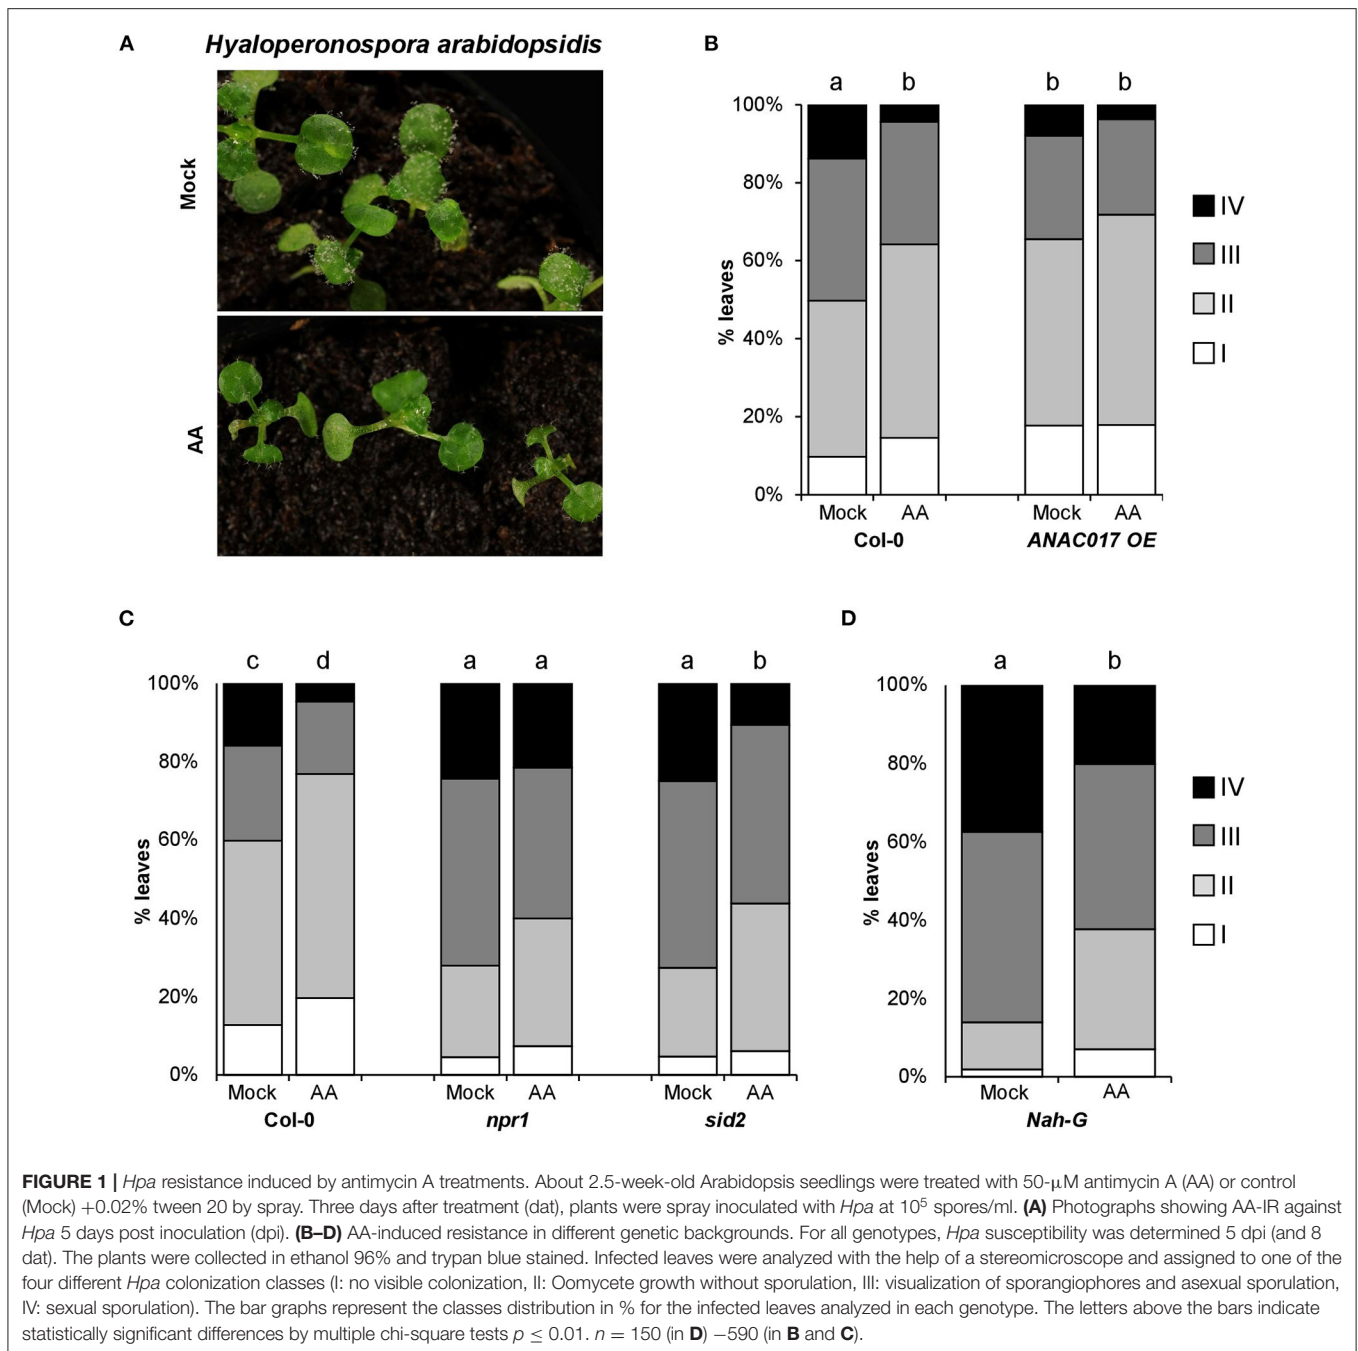 A
Hyaloperonospora arabidopsidis
Mock
AA
B
a b b b
100%
80%
60%
40%
20%
0%
% leaves
Mock AA Mock AA
Col-0 ANAC017 OE
IV
III
II
I
C
c d a a a b
100%
80%
60%
40%
20%
0%
% leaves
Mock AA Mock AA Mock AA
Col-0 npr1 sid2
D
a b
100%
80%
60%
40%
20%
0%
% leaves
Mock AA
Nah-G
IV
III
II
I
FIGURE 1 | Hpa resistance induced by antimycin A treatments. About 2.5-week-old Arabidopsis seedlings were treated with 50-μM antimycin A (AA) or control
(Mock) +0.02% tween 20 by spray. Three days after treatment (dat), plants were spray inoculated with Hpa at 10⁵ spores/ml. (A) Photographs showing AA-IR against
Hpa 5 days post inoculation (dpi). (B–D) AA-induced resistance in different genetic backgrounds. For all genotypes, Hpa susceptibility was determined 5 dpi (and 8
dat). The plants were collected in ethanol 96% and trypan blue stained. Infected leaves were analyzed with the help of a stereomicroscope and assigned to one of the
four different Hpa colonization classes (I: no visible colonization, II: Oomycete growth without sporulation, III: visualization of sporangiophores and asexual sporulation,
IV: sexual sporulation). The bar graphs represent the classes distribution in % for the infected leaves analyzed in each genotype. The letters above the bars indicate
statistically significant differences by multiple chi-square tests p ≤ 0.01. n = 150 (in D) −590 (in B and C).